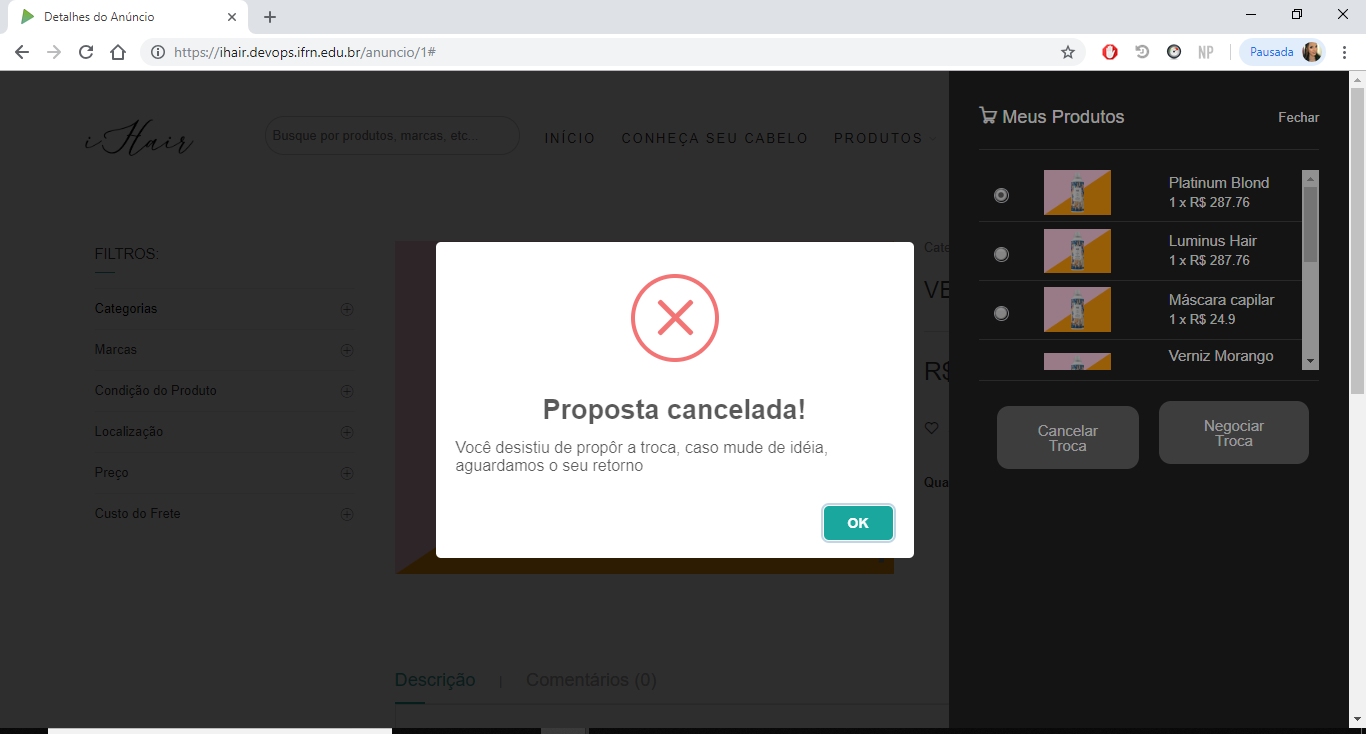 Detalhes do Anúncio
https://ihair.devops.ifrn.edu.br/anuncio/1#
NP
Pausada
iHair
Busque por produtos, marcas, etc...
INÍCIO
CONHEÇA SEU CABELO
PRODUTOS
Meus Produtos
Fechar
Platinum Blond
1 x R$ 287.76
Luminus Hair
1 x R$ 287.76
Máscara capilar
1 x R$ 24.9
Verniz Morango
Cancelar
Troca
Negociar
Troca
FILTROS:
Categorias
Marcas
Condição do Produto
Localização
Preço
Custo do Frete
Cate
VE
R$
Qua
Proposta cancelada!
Você desistiu de propôr a troca, caso mude de idéia,
aguardamos o seu retorno
OK
Descrição
|
Comentários (0)